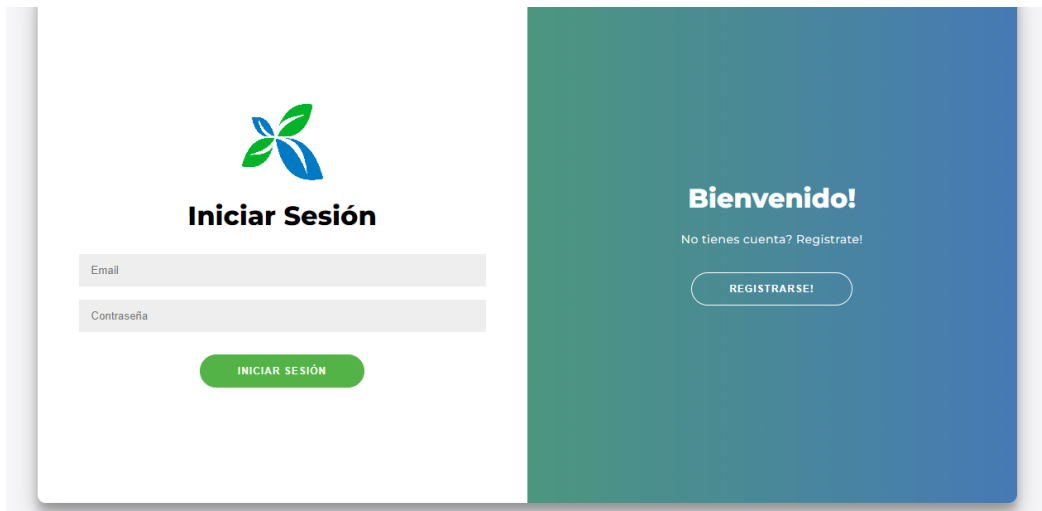 Iniciar Sesión
Email
Contraseña
INICIAR SESIÓN
Bienvenido!
No tienes cuenta? Registrate!
REGISTRARSE!